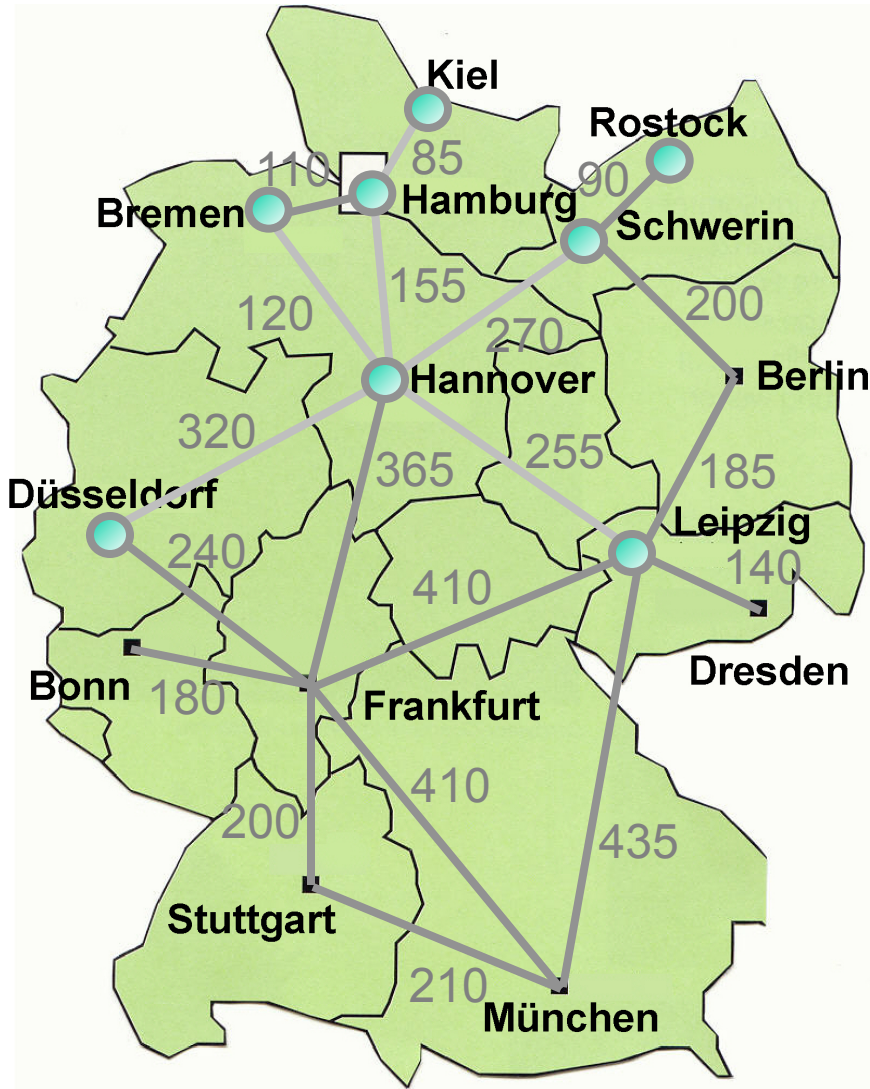 Kiel
Rostock
110
85
90
Bremen
Hamburg
Schwerin
155
200
120
270
Hannover
Berlin
320
365
255
185
Düsseldorf
Leipzig
240
410
140
Bonn
180
Frankfurt
Dresden
410
200
435
Stuttgart
210
München